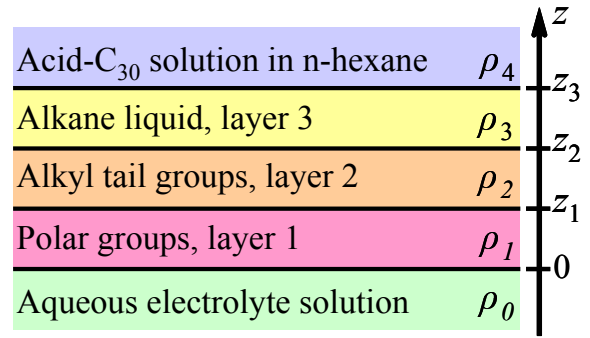 z
Acid-C₃₀ solution in n-hexane ρ₄
z₃
Alkane liquid, layer 3 ρ₃
z₂
Alkyl tail groups, layer 2 ρ₂
z₁
Polar groups, layer 1 ρ₁
0
Aqueous electrolyte solution ρ₀